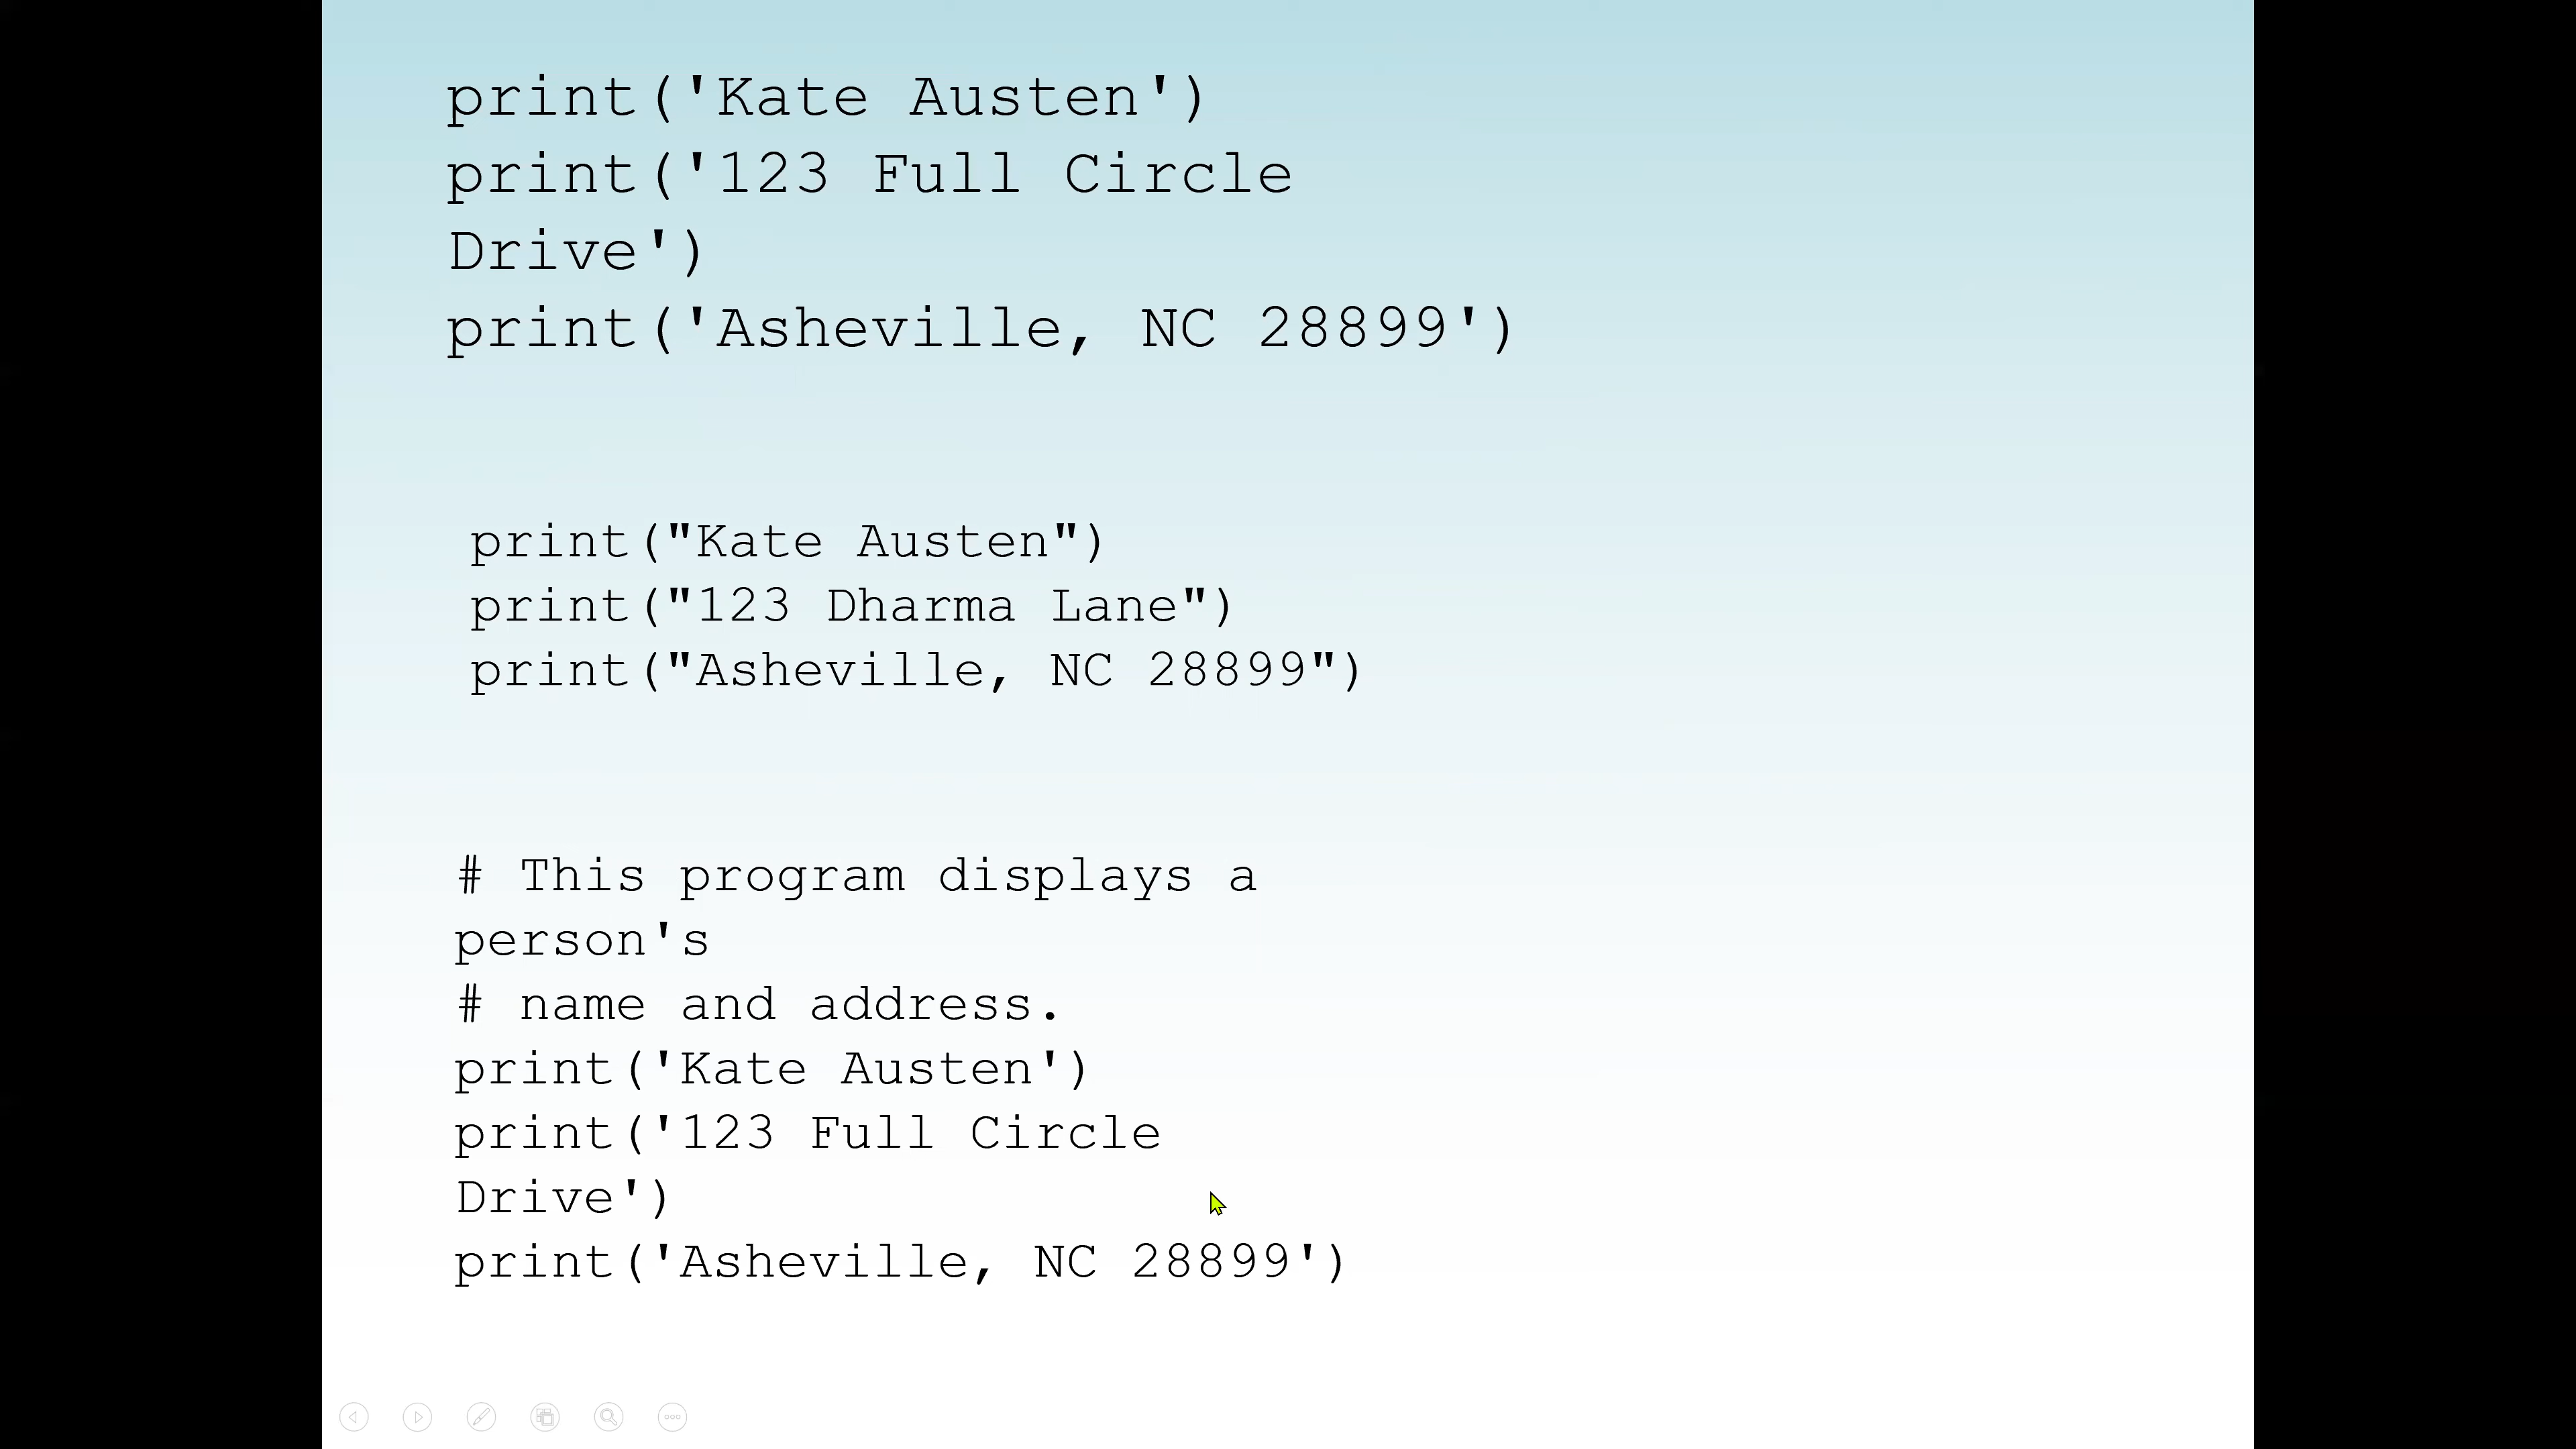 print('Kate Austen')
print('123 Full Circle
Drive')
print('Asheville, NC 28899')
print("Kate Austen")
print("123 Dharma Lane")
print("Asheville, NC 28899")
# This program displays a
person's
# name and address.
print('Kate Austen')
print('123 Full Circle
Drive')
print('Asheville, NC 28899')